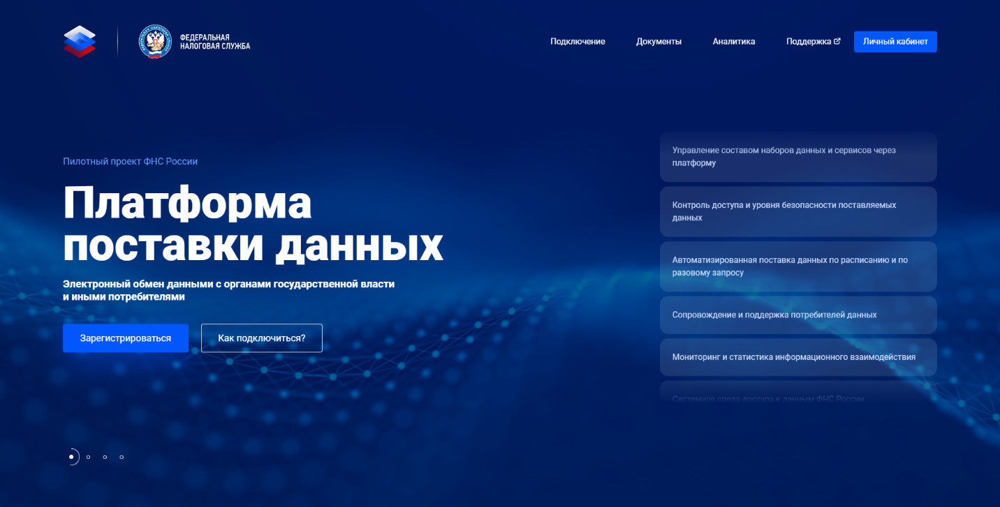 ФЕДЕРАЛЬНАЯ
НАЛОГОВАЯ СЛУЖБА
Подключение
Документы
Аналитика
Поддержка
Личный кабинет
Пилотный проект ФНС России
Платформа
поставки данных
Электронный обмен данными с органами государственной власти
и иными потребителями
Зарегистрироваться
Как подключиться?
Управление составом наборов данных и сервисов через
платформу
Контроль доступа и уровня безопасности поставляемых
данных
Автоматизированная поставка данных по расписанию и по
разовому запросу
Сопровождение и поддержка потребителей данных
Мониторинг и статистика информационного взаимодействия
Системная среда доступа к данным ФНС России